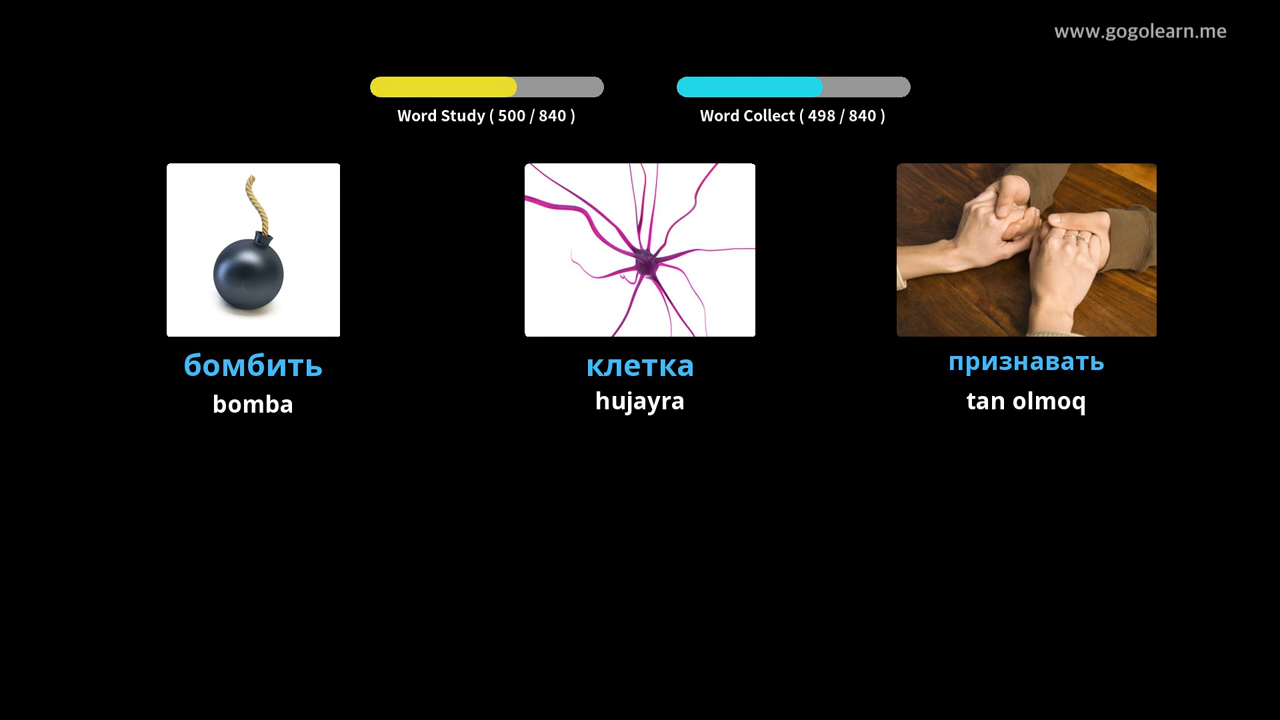 www.gogolearn.me
Word Study ( 500 / 840 )
Word Collect ( 498 / 840 )
бомбить
bomba
клетка
hujayra
признавать
tan olmoq